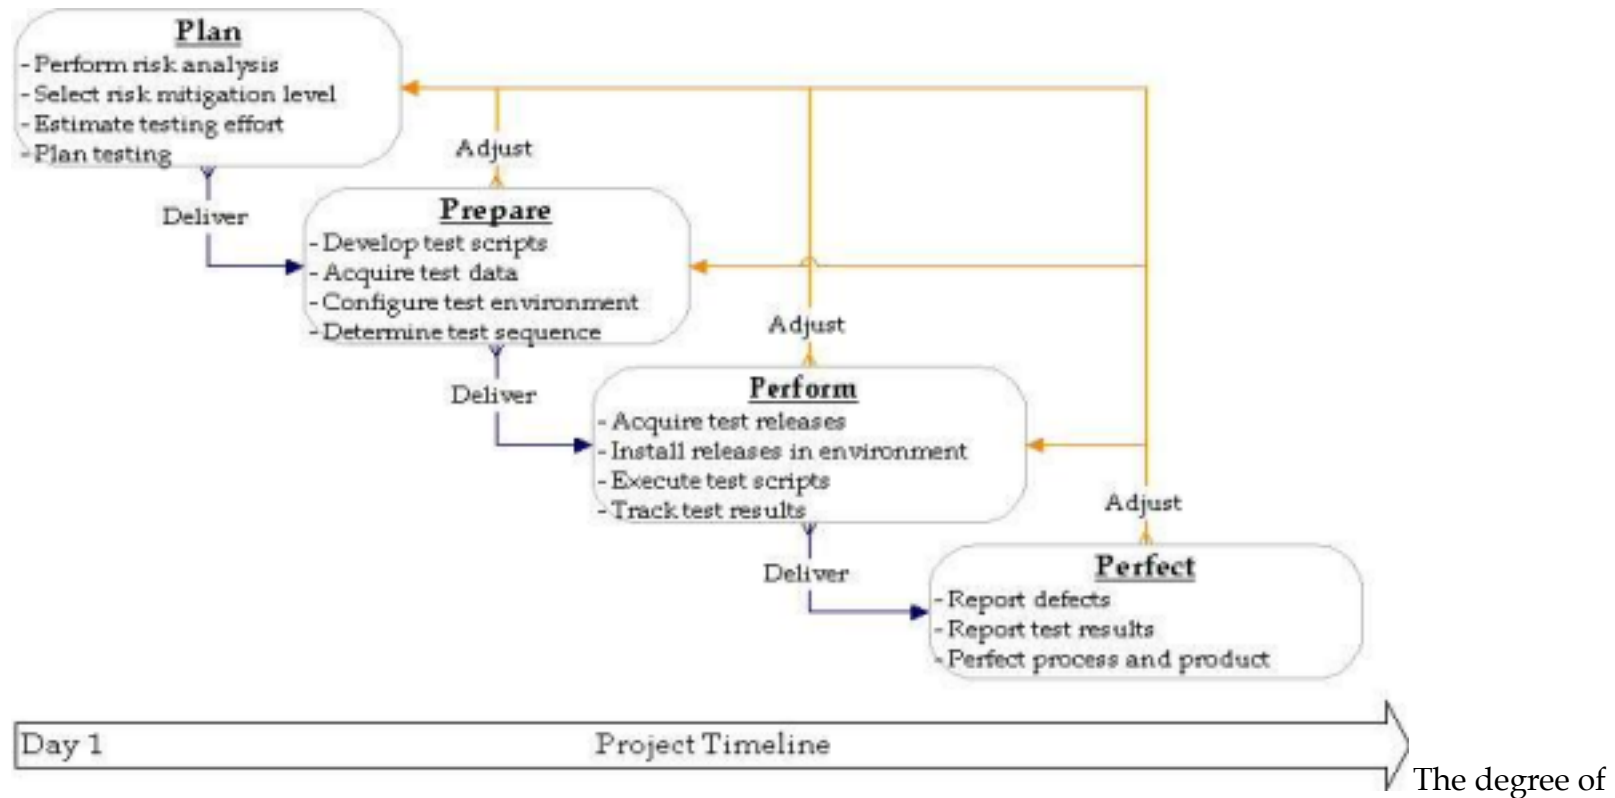 Plan
- Perform risk analysis
- Select risk mitigation level
- Estimate testing effort
- Plan testing
Adjust
Deliver
Prepare
- Develop test scripts
- Acquire test data
- Configure test environment
- Determine test sequence
Adjust
Deliver
Perform
- Acquire test releases
- Install releases in environment
- Execute test scripts
- Track test results
Adjust
Deliver
Perfect
- Report defects
- Report test results
- Perfect process and product
Day 1 Project Timeline
The degree of